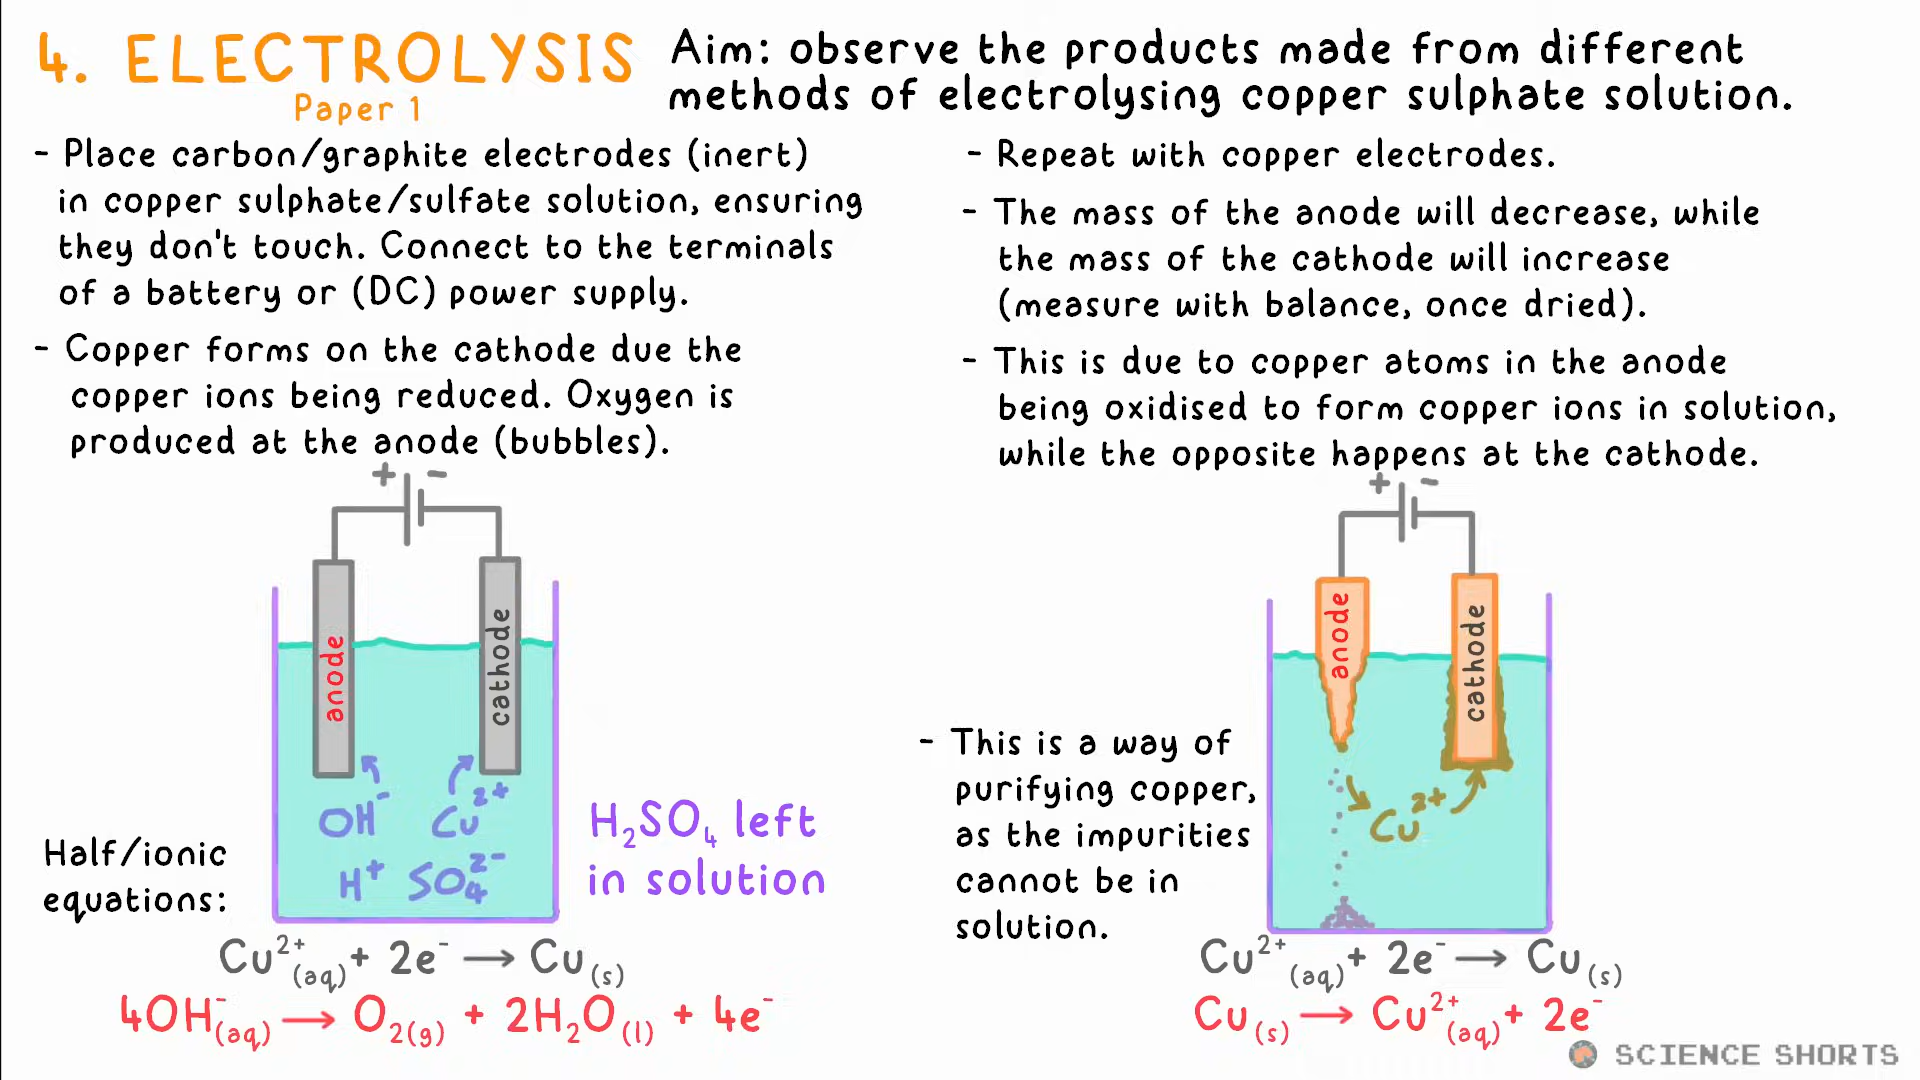 4. ELECTROLYSIS
Paper 1
Aim: observe the products made from different
methods of electrolysing copper sulphate solution.
- Place carbon/graphite electrodes (inert)
in copper sulphate/sulfate solution, ensuring
they don't touch. Connect to the terminals
of a battery or (DC) power supply.
- Copper forms on the cathode due the
copper ions being reduced. Oxygen is
produced at the anode (bubbles).
+ -
anode
cathode
OH⁻ Cu²⁺
H⁺ SO₄²⁻
H₂SO₄ left
in solution
Half/ionic
equations:
Cu²⁺(aq) + 2e⁻ → Cu(s)
4OH⁻(aq) → O₂(g) + 2H₂O(l) + 4e⁻
- Repeat with copper electrodes.
- The mass of the anode will decrease, while
the mass of the cathode will increase
(measure with balance, once dried).
- This is due to copper atoms in the anode
being oxidised to form copper ions in solution,
while the opposite happens at the cathode.
+ -
anode
cathode
Cu²⁺
- This is a way of
purifying copper,
as the impurities
cannot be in
solution.
Cu²⁺(aq) + 2e⁻ → Cu(s)
Cu(s) → Cu²⁺(aq) + 2e⁻
SCIENCE SHORTS